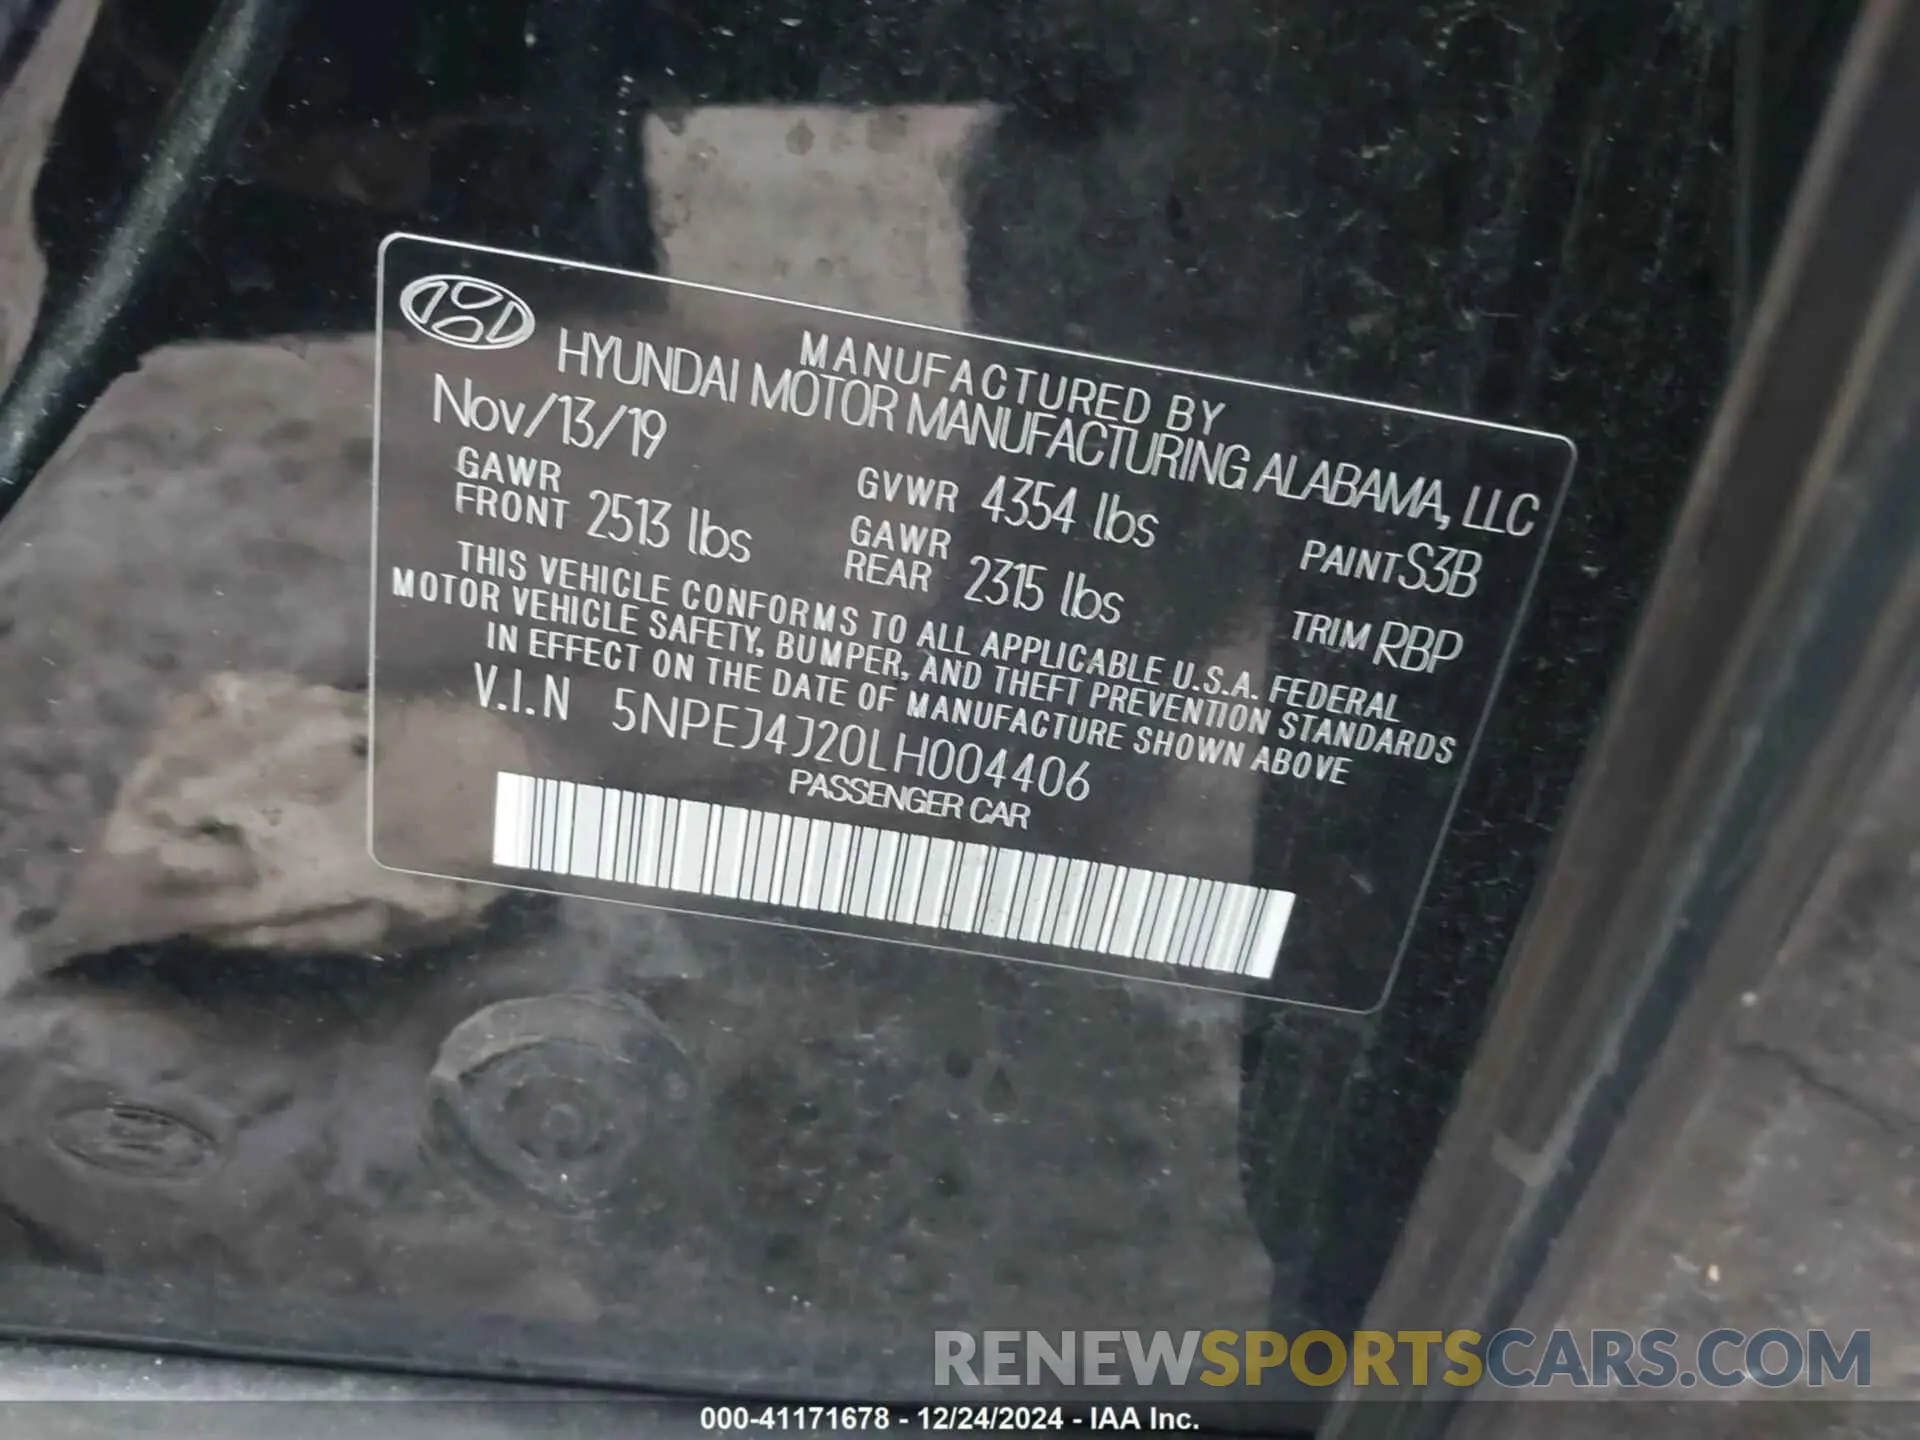 MANUFACTURED BY
HYUNDAI MOTOR MANUFACTURING ALABAMA, LLC
Nov/13/19
GAWR FRONT 2513 lbs
GVWR 4354 lbs
GAWR REAR 2315 lbs
PAINT S3B
TRIM RBP
THIS VEHICLE CONFORMS TO ALL APPLICABLE U.S.A. FEDERAL
MOTOR VEHICLE SAFETY, BUMPER, AND THEFT PREVENTION STANDARDS
IN EFFECT ON THE DATE OF MANUFACTURE SHOWN ABOVE
V.I.N 5NPEJ4J20LH004406
PASSENGER CAR
RENEWSPORTSCARS.COM
000-41171678 - 12/24/2024 - IAA Inc.